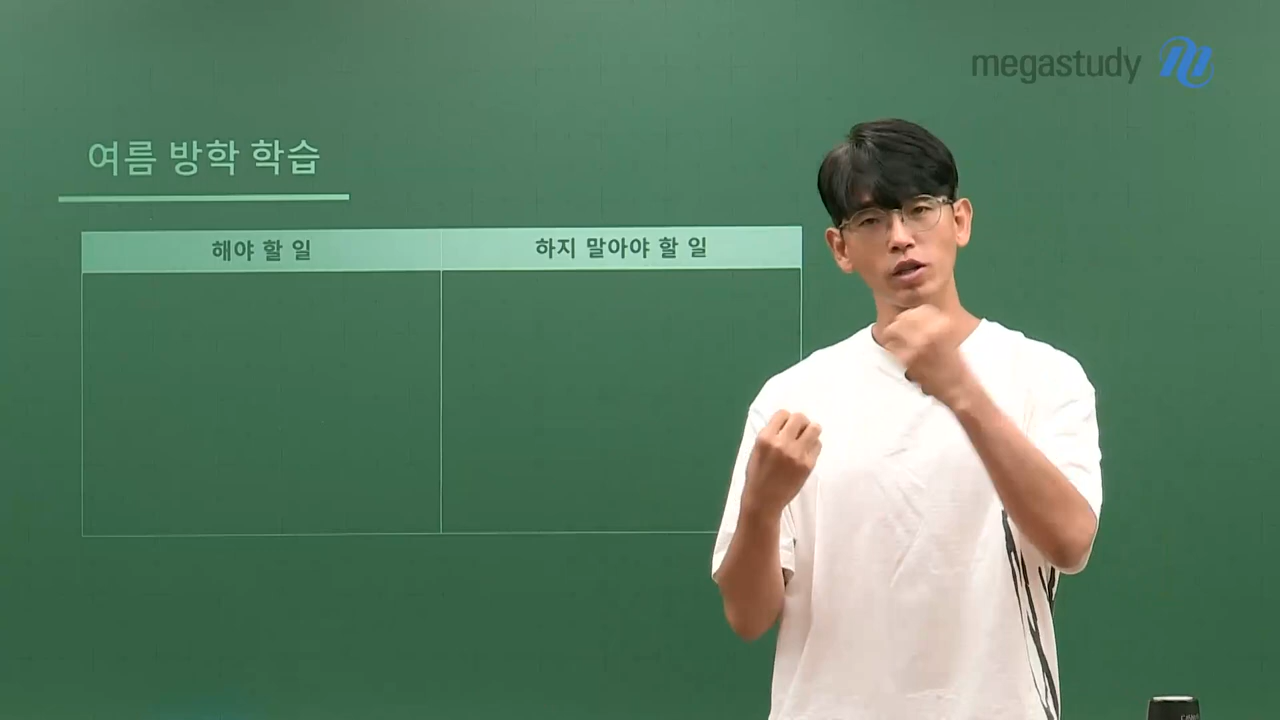 megastudy
여름 방학 학습
해야 할 일
하지 말아야 할 일